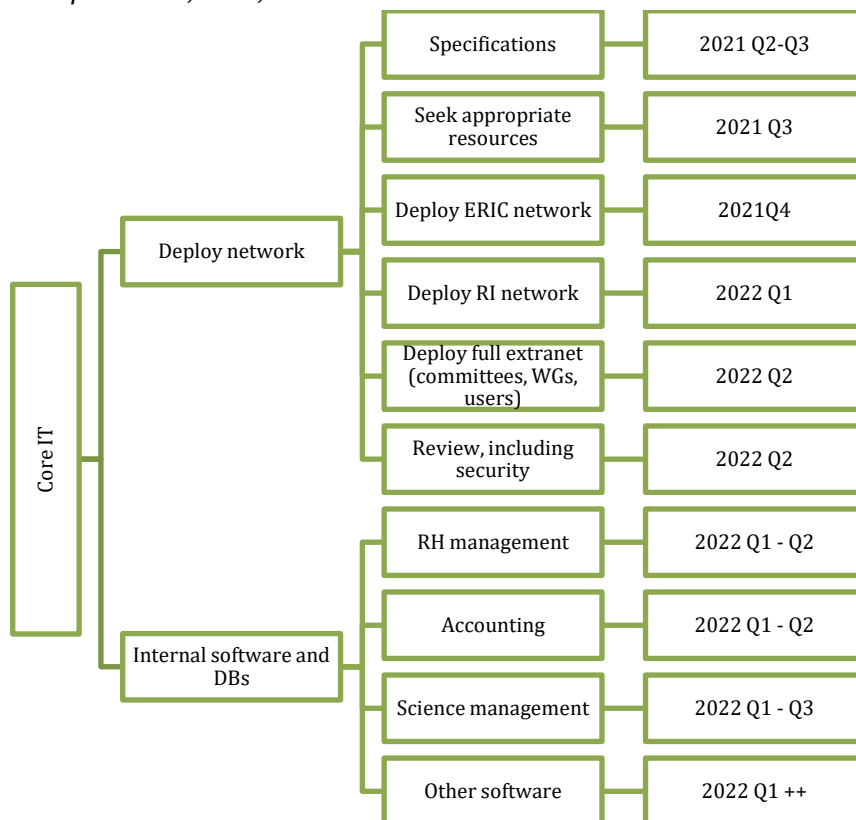 Specifications
2021 Q2-Q3
Seek appropriate
resources
2021 Q3
Deploy ERIC network
2021Q4
Deploy network
Deploy RI network
2022 Q1
Deploy full extranet
(committees, WGs,
users)
2022 Q2
Review, including
security
2022 Q2
Core IT
RH management
2022 Q1 - Q2
Accounting
2022 Q1 - Q2
Internal software and
DBs
Science management
2022 Q1 - Q3
Other software
2022 Q1 ++